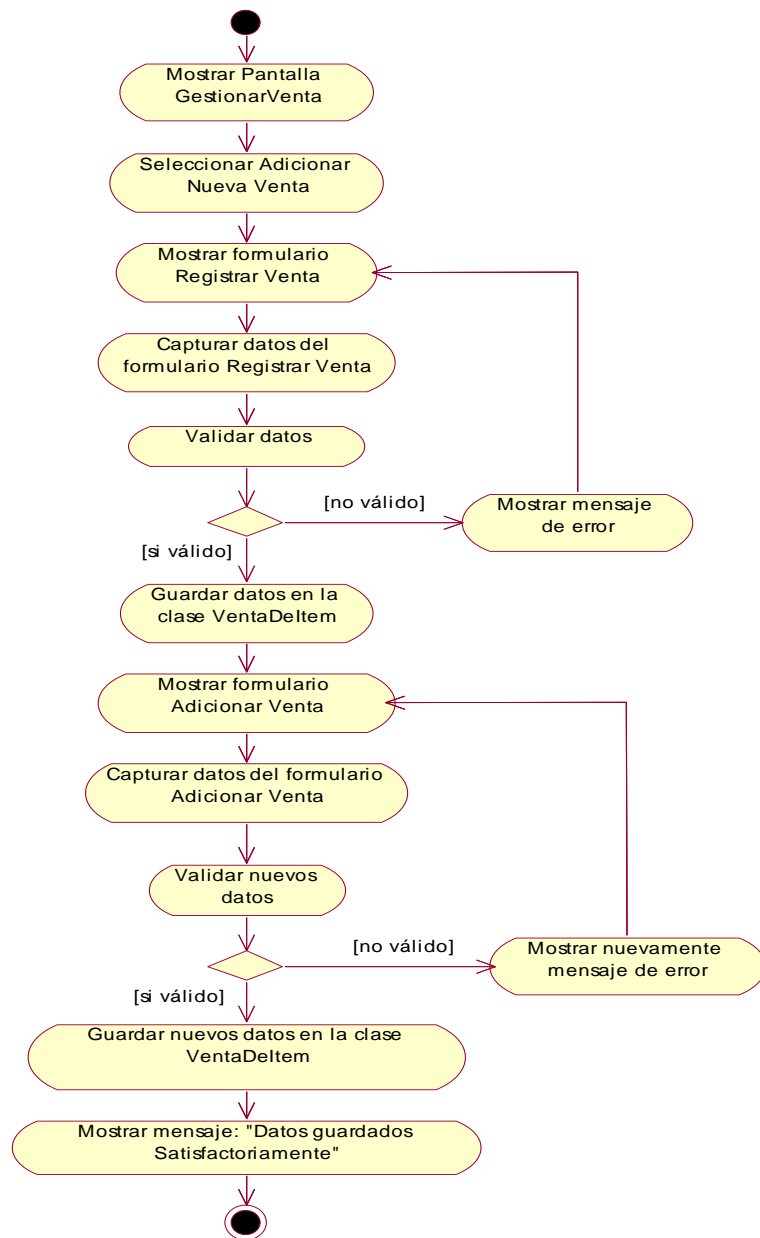 Mostrar Pantalla
GestionarVenta
Seleccionar Adicionar
Nueva Venta
Mostrar formulario
Registrar Venta
Capturar datos del
formulario Registrar Venta
Validar datos
[no válido]
Mostrar mensaje
de error
[si válido]
Guardar datos en la
clase VentaDeItem
Mostrar formulario
Adicionar Venta
Capturar datos del formulario
Adicionar Venta
Validar nuevos
datos
[no válido]
Mostrar nuevamente
mensaje de error
[si válido]
Guardar nuevos datos en la clase
VentaDeItem
Mostrar mensaje: "Datos guardados
Satisfactoriamente"